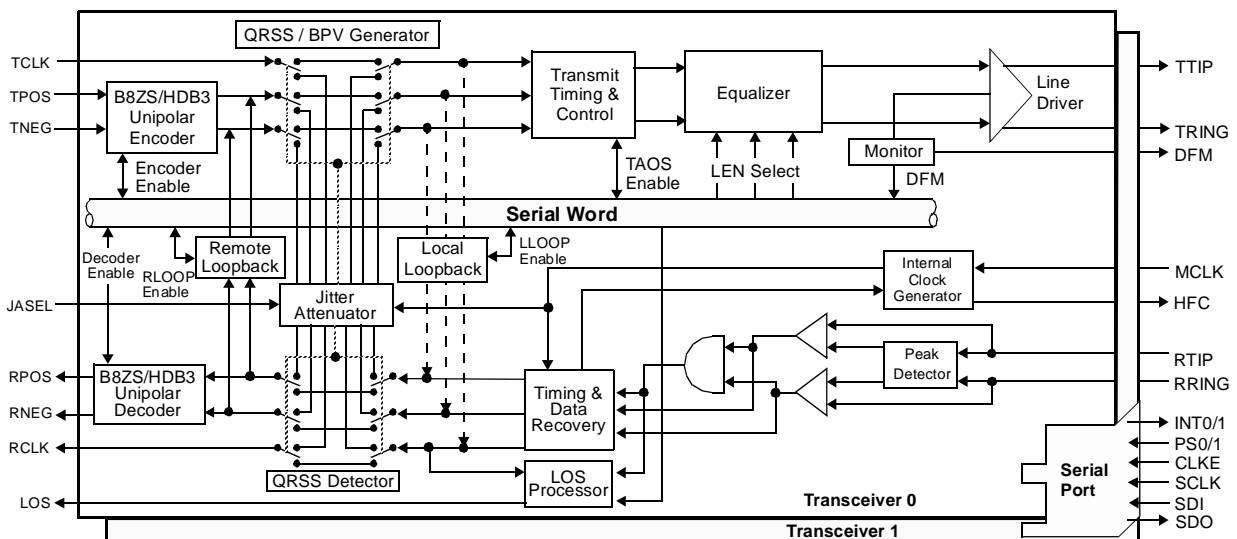 QRSS / BPV Generator
TCLK
TPOS
TNEG
B8ZS/HDB3
Unipolar
Encoder
Transmit
Timing &
Control
Equalizer
Line
Driver
TTIP
TRING
Monitor
DFM
DFM
Encoder
Enable
TAOS
Enable
LEN Select
Serial Word
Decoder
Enable
RLOOP
Enable
Remote
Loopback
Local
Loopback
LLOOP
Enable
Internal
Clock
Generator
MCLK
HFC
JASEL
Jitter
Attenuator
RPOS
RNEG
RCLK
LOS
B8ZS/HDB3
Unipolar
Decoder
Timing &
Data
Recovery
Peak
Detector
RTIP
RRING
QRSS Detector
LOS
Processor
Serial
Port
INT0/1
PS0/1
CLKE
SCLK
SDI
SDO
Transceiver 0
Transceiver 1